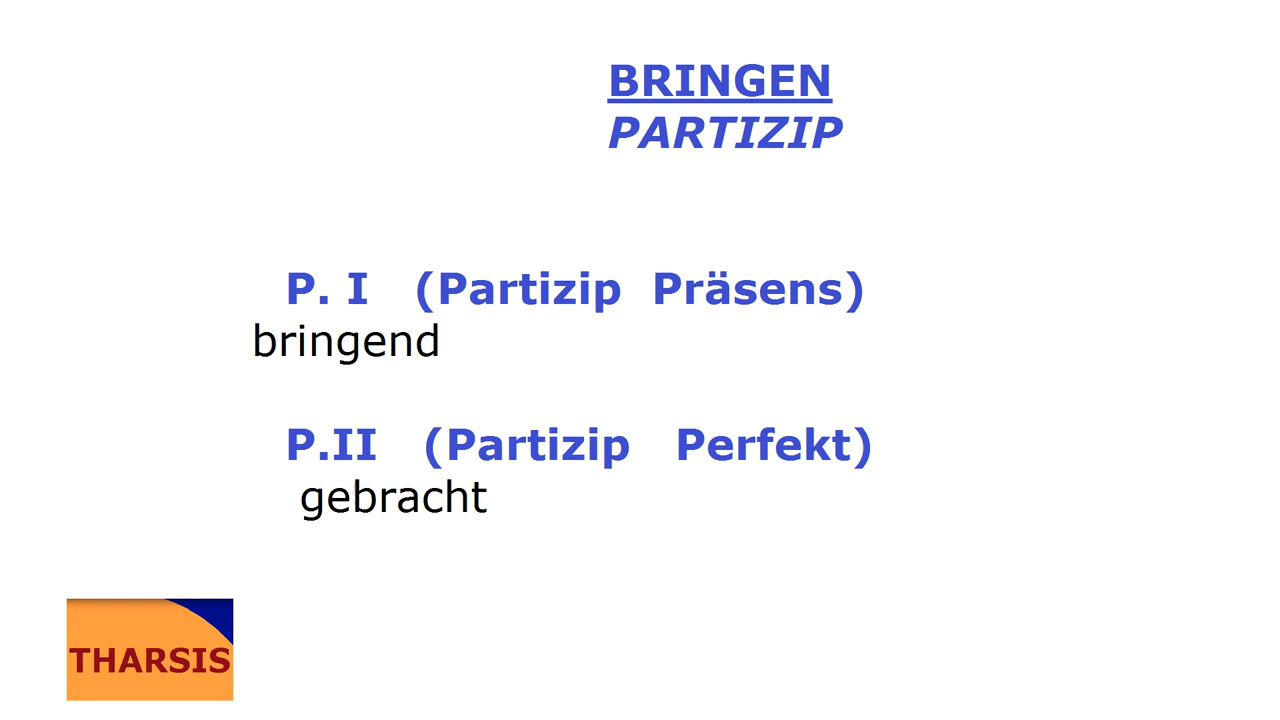 BRINGEN
PARTIZIP
P. I (Partizip Präsens)
bringend
P.II (Partizip Perfekt)
gebracht
THARSIS